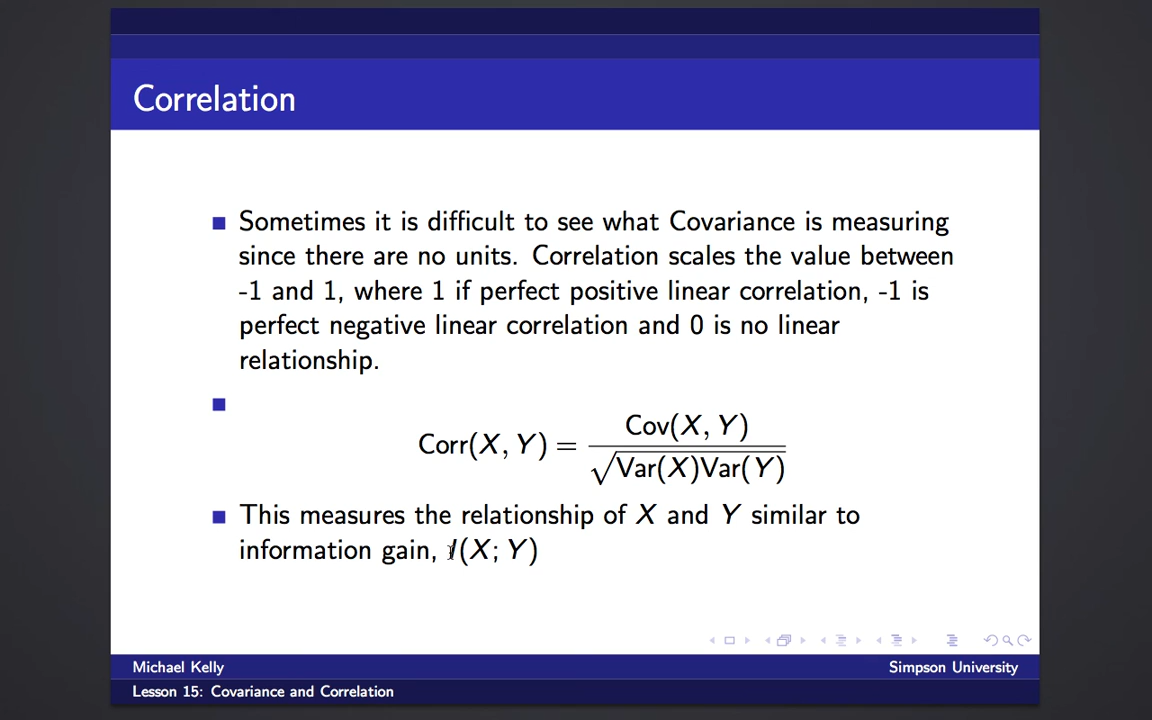 Correlation
Sometimes it is difficult to see what Covariance is measuring
since there are no units. Correlation scales the value between
-1 and 1, where 1 if perfect positive linear correlation, -1 is
perfect negative linear correlation and 0 is no linear
relationship.
Corr(X, Y) = Cov(X, Y) / √Var(X)Var(Y)
This measures the relationship of X and Y similar to
information gain, I(X; Y)
Michael Kelly
Simpson University
Lesson 15: Covariance and Correlation